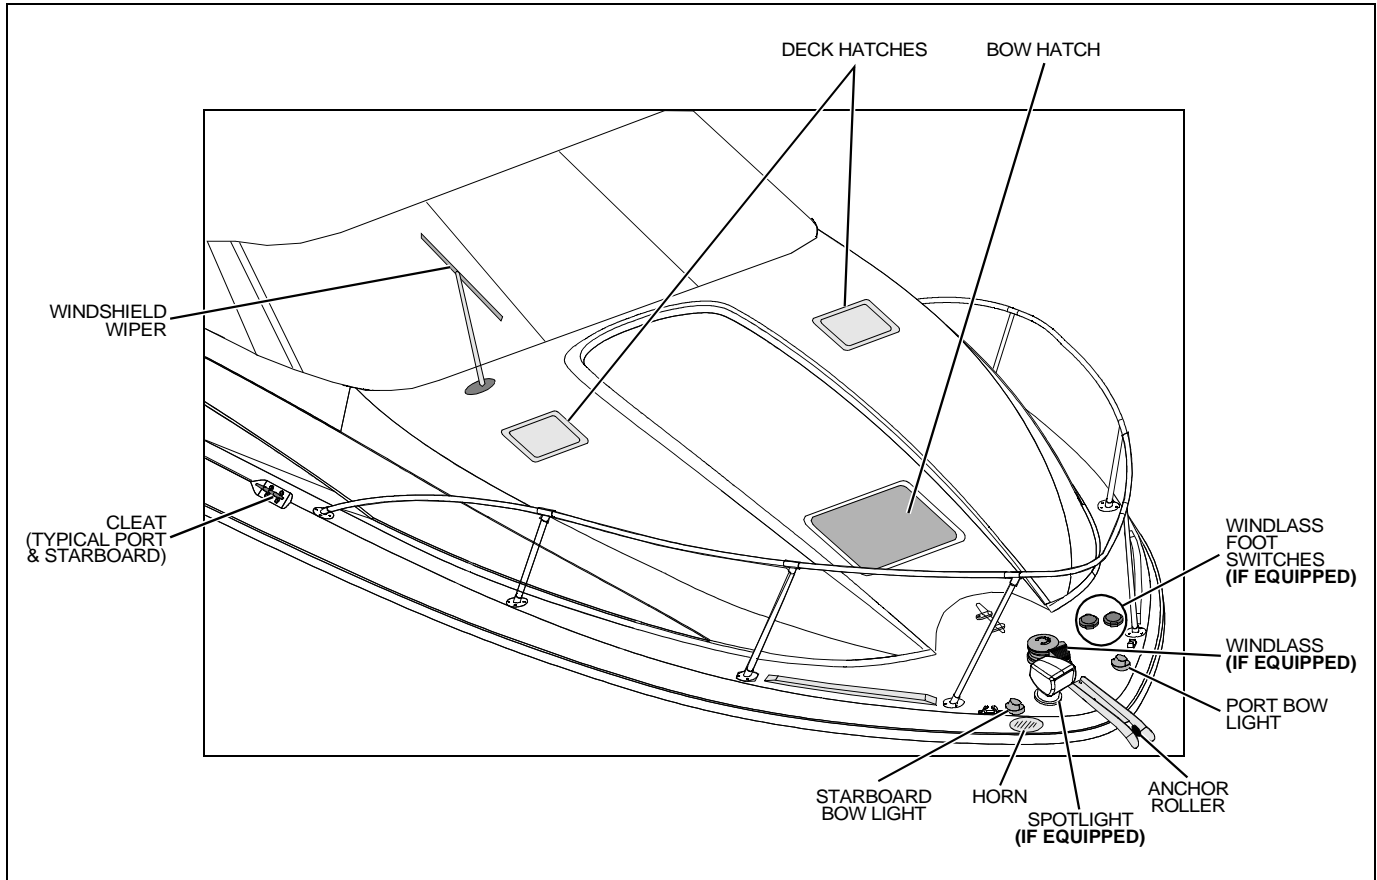 DECK HATCHES
BOW HATCH
WINDSHIELD
WIPER
CLEAT
(TYPICAL PORT
& STARBOARD)
WINDLASS
FOOT
SWITCHES
(IF EQUIPPED)
WINDLASS
(IF EQUIPPED)
PORT BOW
LIGHT
ANCHOR
ROLLER
STARBOARD
BOW LIGHT
HORN
SPOTLIGHT
(IF EQUIPPED)